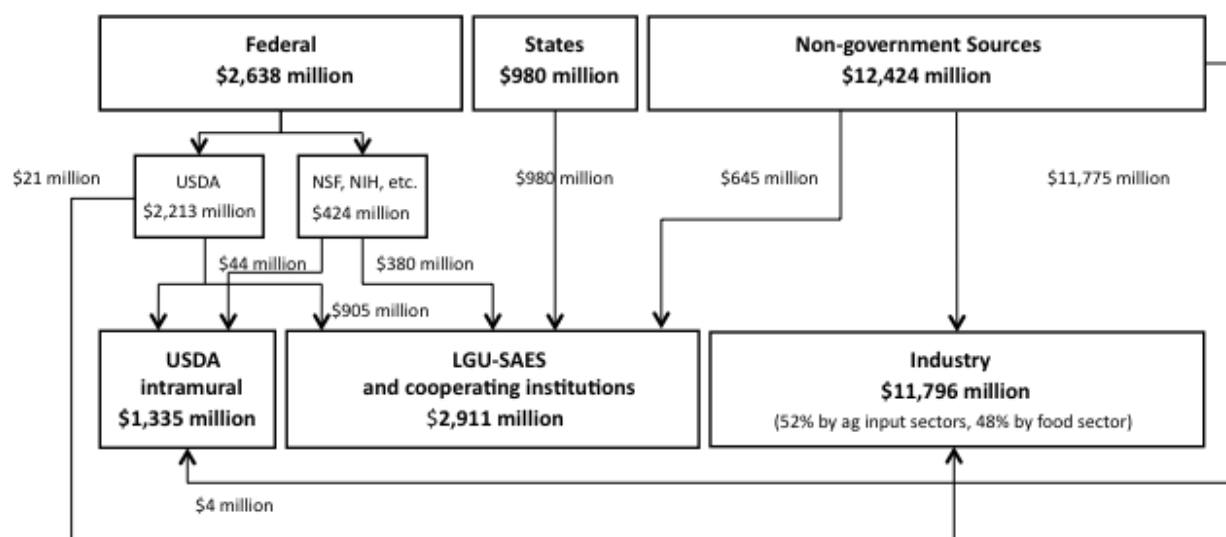 Federal
$2,638 million
States
$980 million
Non-government Sources
$12,424 million
$21 million
USDA
$2,213 million
NSF, NIH, etc.
$424 million
$980 million
$645 million
$11,775 million
$44 million
$380 million
$905 million
USDA
intramural
$1,335 million
LGU-SAES
and cooperating institutions
$2,911 million
Industry
$11,796 million
(52% by ag input sectors, 48% by food sector)
$4 million